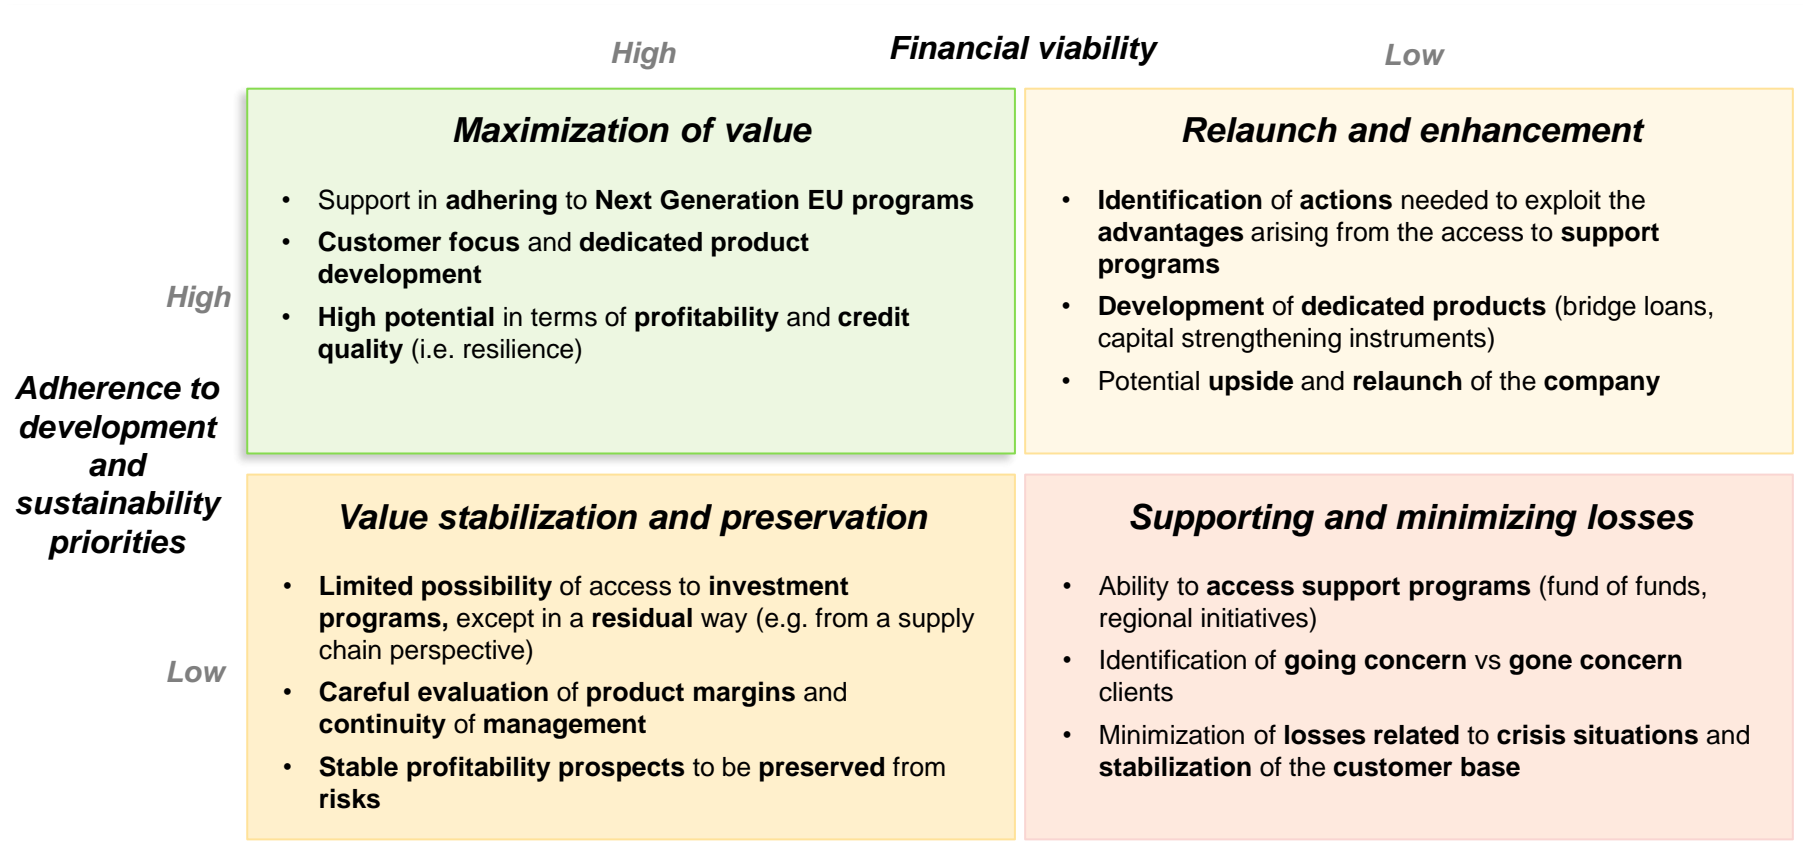 High
Financial viability
Low
Maximization of value
• Support in adhering to Next Generation EU programs
• Customer focus and dedicated product
development
• High potential in terms of profitability and credit
quality (i.e. resilience)
Relaunch and enhancement
• Identification of actions needed to exploit the
advantages arising from the access to support
programs
• Development of dedicated products (bridge loans,
capital strengthening instruments)
• Potential upside and relaunch of the company
High
Adherence to
development
and
sustainability
priorities
Low
Value stabilization and preservation
• Limited possibility of access to investment
programs, except in a residual way (e.g. from a supply
chain perspective)
• Careful evaluation of product margins and
continuity of management
• Stable profitability prospects to be preserved from
risks
Supporting and minimizing losses
• Ability to access support programs (fund of funds,
regional initiatives)
• Identification of going concern vs gone concern
clients
• Minimization of losses related to crisis situations and
stabilization of the customer base